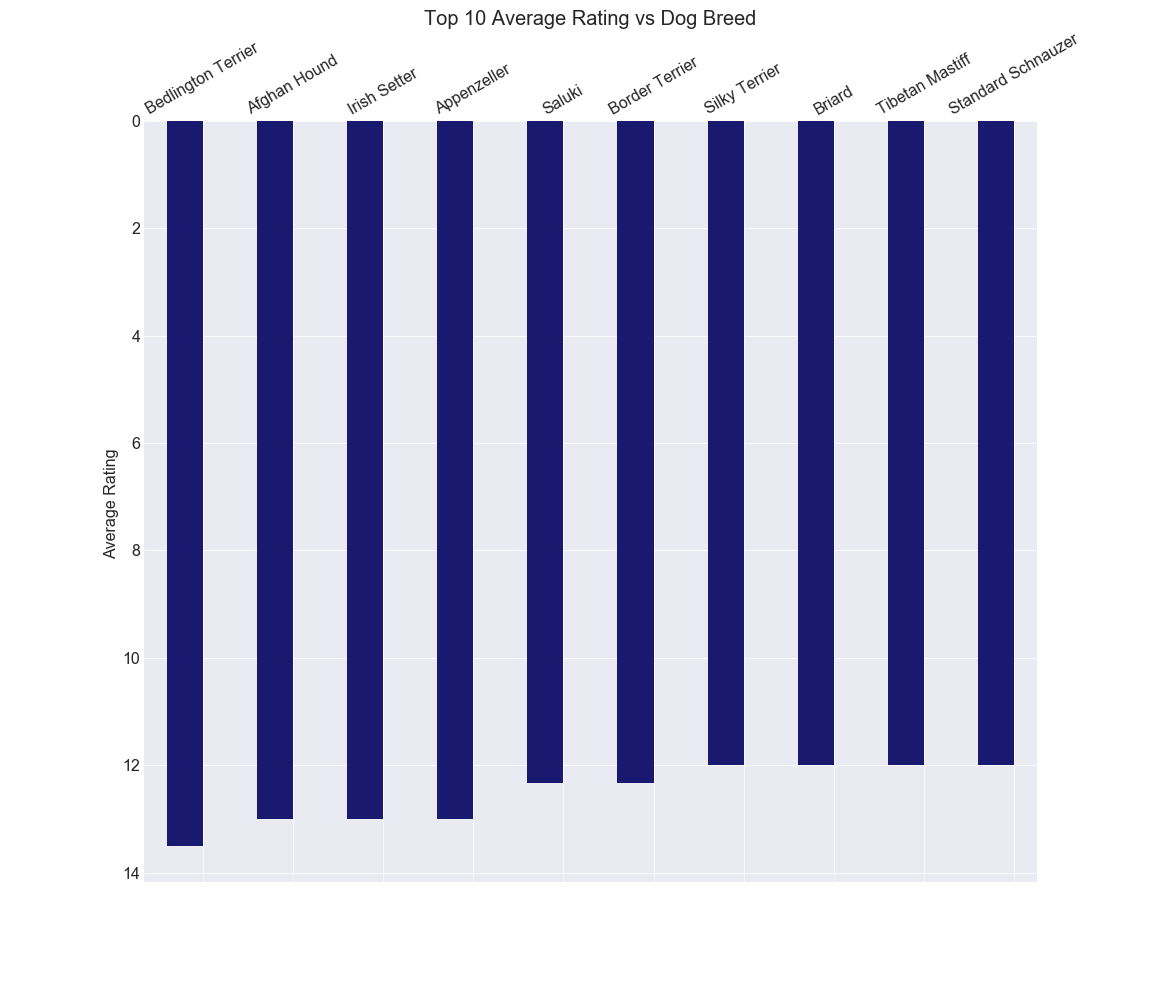 Top 10 Average Rating vs Dog Breed
Bedlington Terrier
Afghan Hound
Irish Setter
Appenzeller
Saluki
Border Terrier
Silky Terrier
Briard
Tibetan Mastiff
Standard Schnauzer
0
2
4
6
8
10
12
14
Average Rating